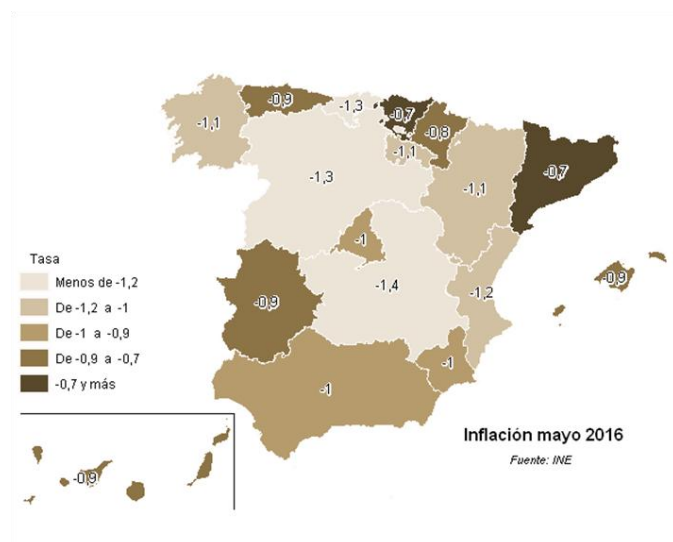 -0,9
-1,3
-0,7
-1,1
-0,8
-1,1
-0,7
-1,3
-1,1
-1
-1,4
-1,2
-0,9
-0,9
-1
-1
Tasa
Menos de -1,2
De -1,2 a -1
De -1 a -0,9
De -0,9 a -0,7
-0,7 y más
-0,9
Inflación mayo 2016
Fuente: INE